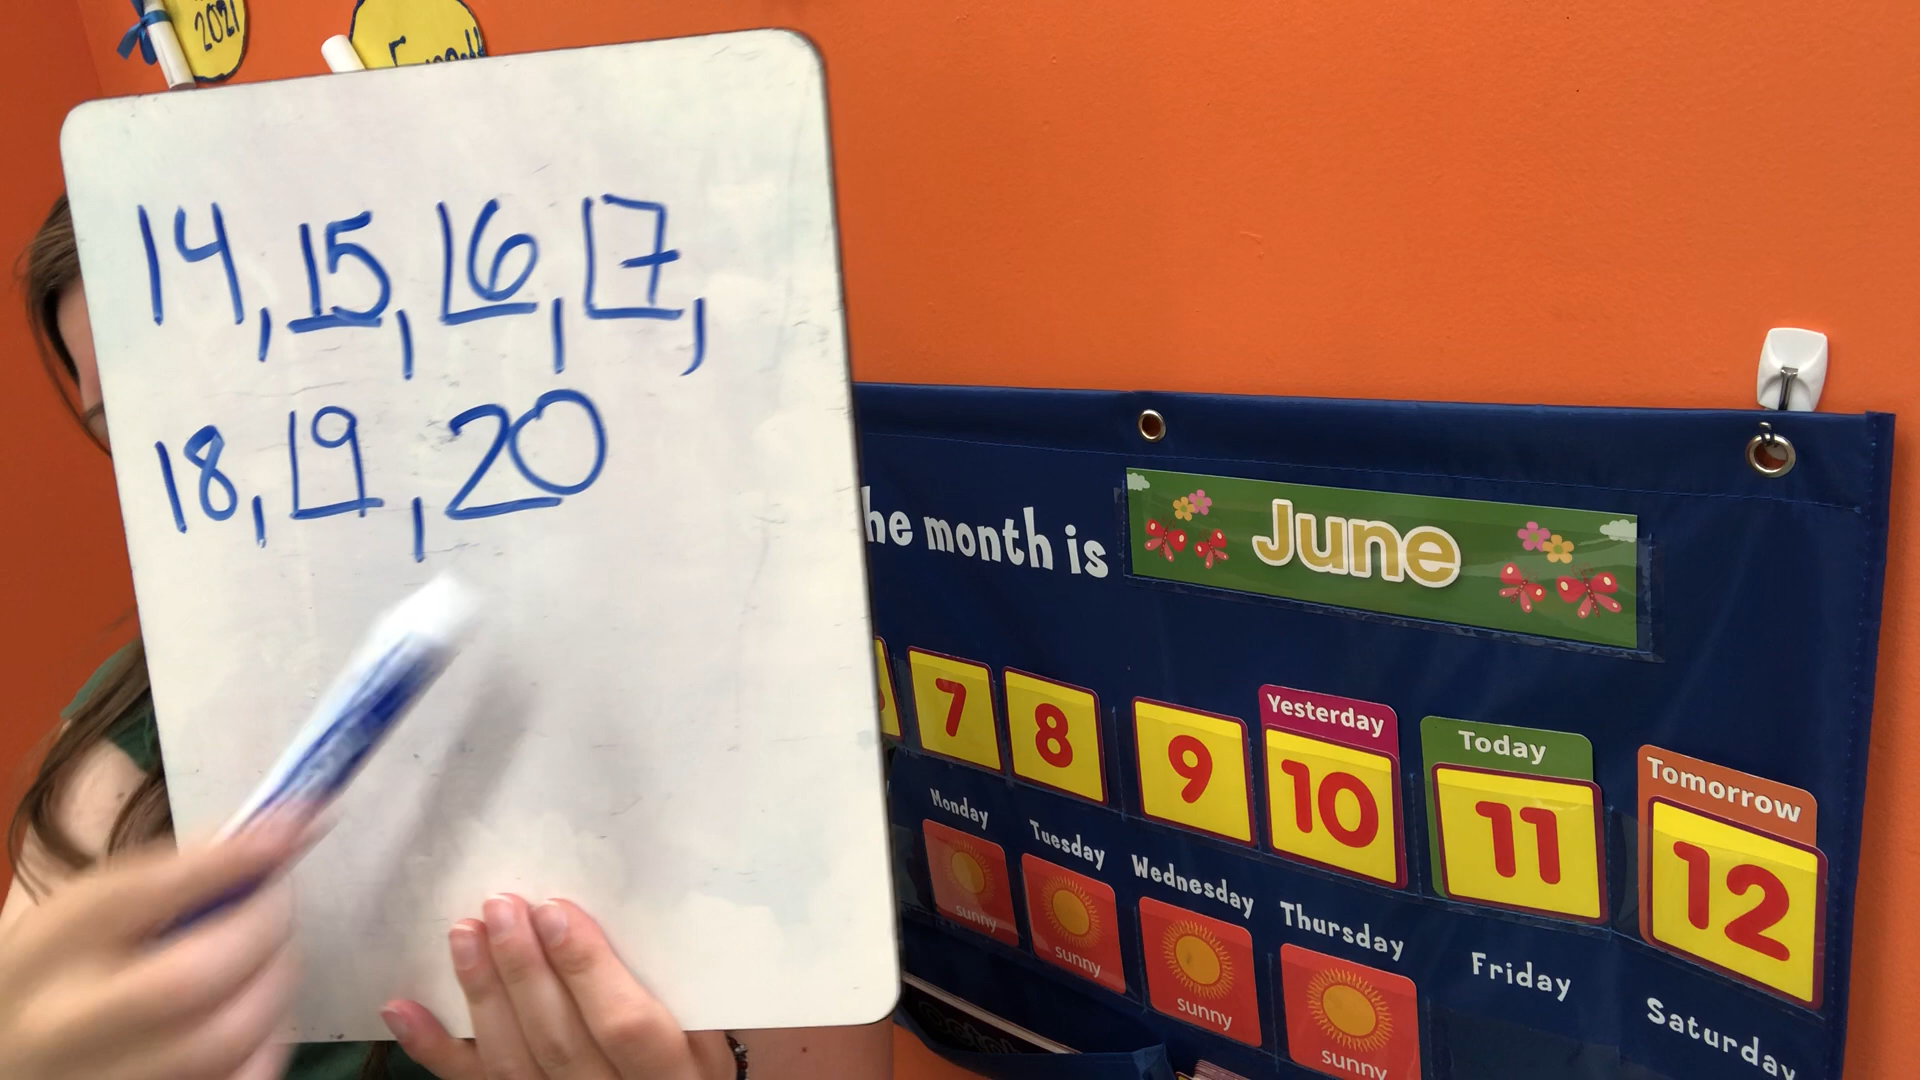 2021
14, 15, 16, 17,
18, 19, 20
he month is June
7 8 9 10 11 12
Yesterday
Today
Tomorrow
Monday
Tuesday
Wednesday
Thursday
Friday
Saturday
sunny
sunny
sunny
sunny